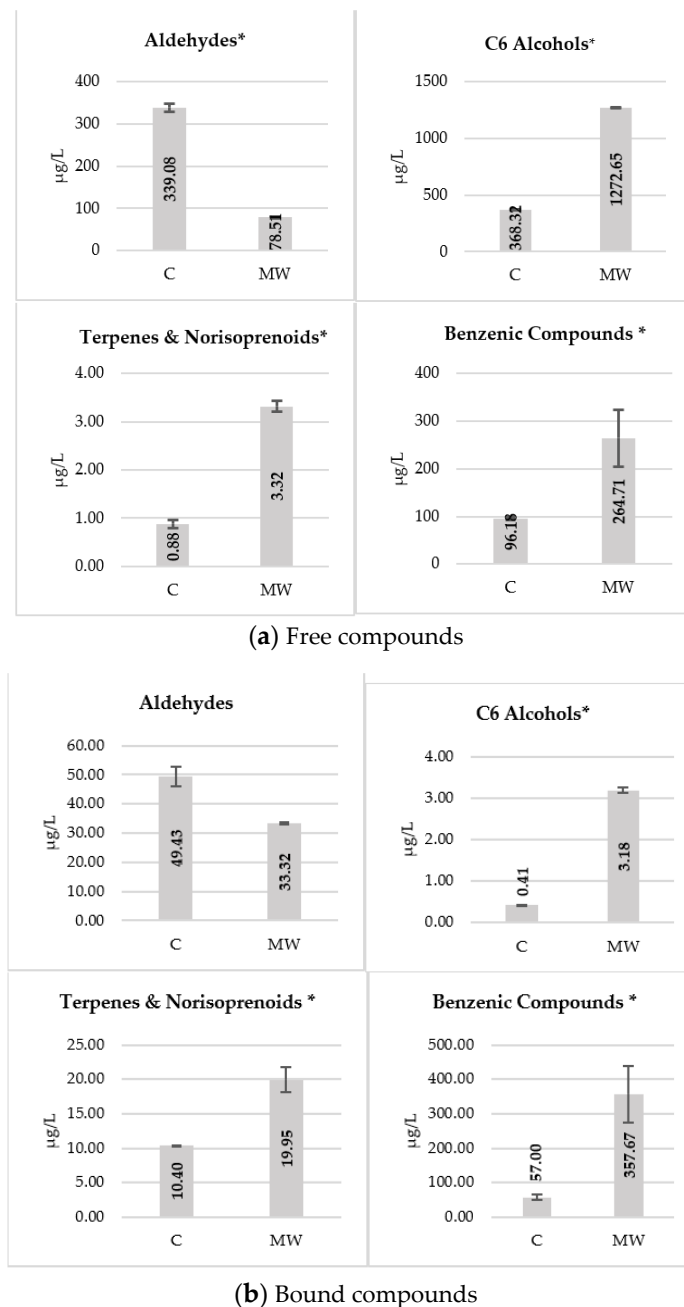 Aldehydes*
400
300
200
100
0
µg/L
339.08
78.51
C
MW
C6 Alcohols*
1500
1000
500
0
µg/L
368.32
1272.65
C
MW
Terpenes & Norisoprenoids*
4.00
3.00
2.00
1.00
0.00
µg/L
0.88
3.32
C
MW
Benzenic Compounds *
400
300
200
100
0
µg/L
96.18
264.71
C
MW
(a) Free compounds
Aldehydes
60.00
50.00
40.00
30.00
20.00
10.00
0.00
µg/L
49.43
33.32
C
MW
C6 Alcohols*
4.00
3.00
2.00
1.00
0.00
µg/L
0.41
3.18
C
MW
Terpenes & Norisoprenoids *
25.00
20.00
15.00
10.00
5.00
0.00
µg/L
10.40
19.95
C
MW
Benzenic Compounds *
500.00
400.00
300.00
200.00
100.00
0.00
µg/L
57.00
357.67
C
MW
(b) Bound compounds